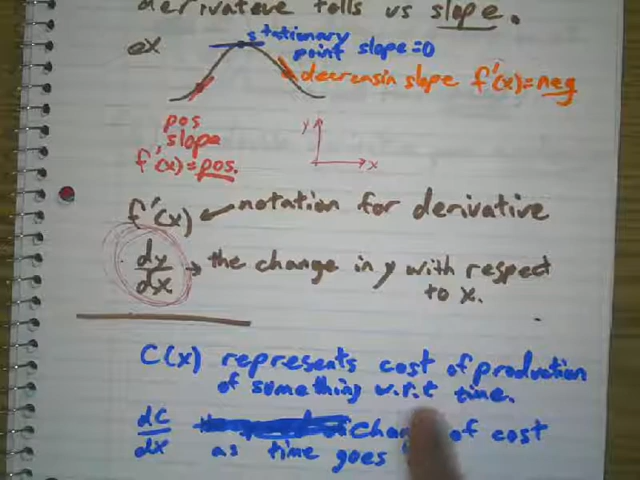 derivative tells us slope.
ex
stationary
point slope=0
decreasin slope f'(x)=neg
pos
slope
f'(x)=pos.
y
x
f'(x) notation for derivative
dy/dx → the change in y with respect
to x.
C(x) represents cost of production
of something w.r.t time.
dC/dx of cost
as time goes